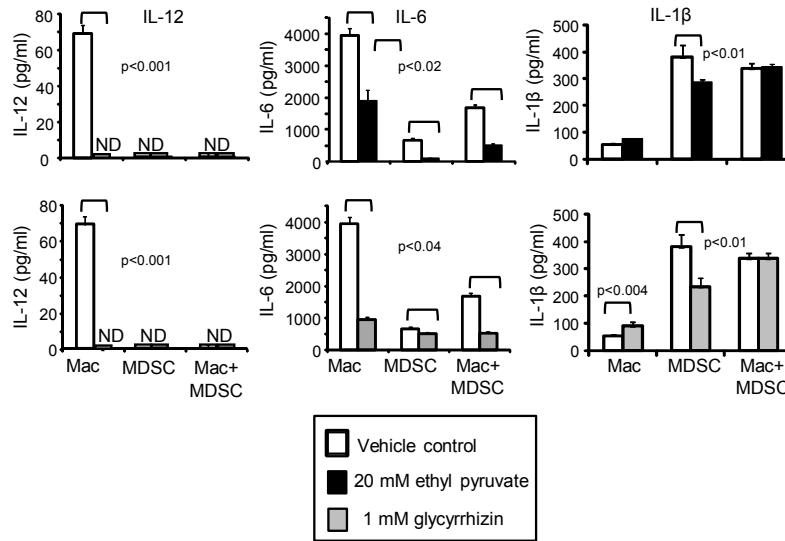 IL-12
IL-12 (pg/ml)
80
60
40
20
0
p<0.001
ND
ND
ND
IL-6
IL-6 (pg/ml)
4000
3000
2000
1000
0
p<0.02
IL-1β
IL-1β (pg/ml)
500
400
300
200
100
0
p<0.01
IL-12 (pg/ml)
80
60
40
20
0
p<0.001
ND
ND
ND
Mac
MDSC
Mac+
MDSC
IL-6 (pg/ml)
4000
3000
2000
1000
0
p<0.04
Mac
MDSC
Mac+
MDSC
IL-1β (pg/ml)
500
400
300
200
100
0
p<0.004
p<0.01
Mac
MDSC
Mac+
MDSC
Vehicle control
20 mM ethyl pyruvate
1 mM glycyrrhizin